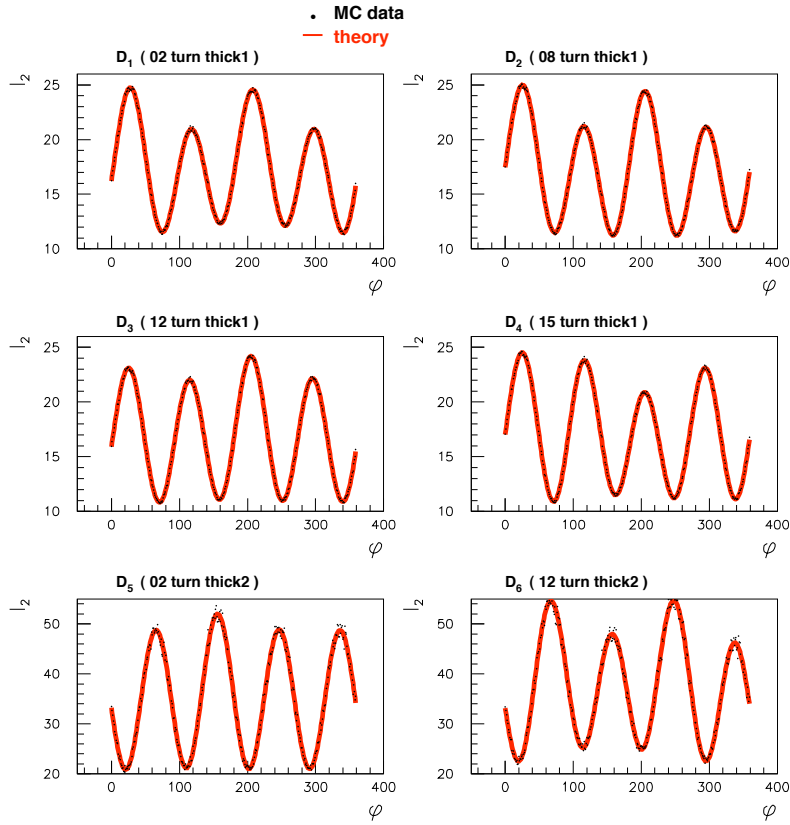 MC data
theory
D1 ( 02 turn thick1 )
D2 ( 08 turn thick1 )
I2
25
20
15
10
0 100 200 300 400
φ
I2
25
20
15
10
0 100 200 300 400
φ
D3 ( 12 turn thick1 )
D4 ( 15 turn thick1 )
I2
25
20
15
10
0 100 200 300 400
φ
I2
25
20
15
10
0 100 200 300 400
φ
D5 ( 02 turn thick2 )
D6 ( 12 turn thick2 )
I2
50
40
30
20
0 100 200 300 400
φ
I2
50
40
30
20
0 100 200 300 400
φ